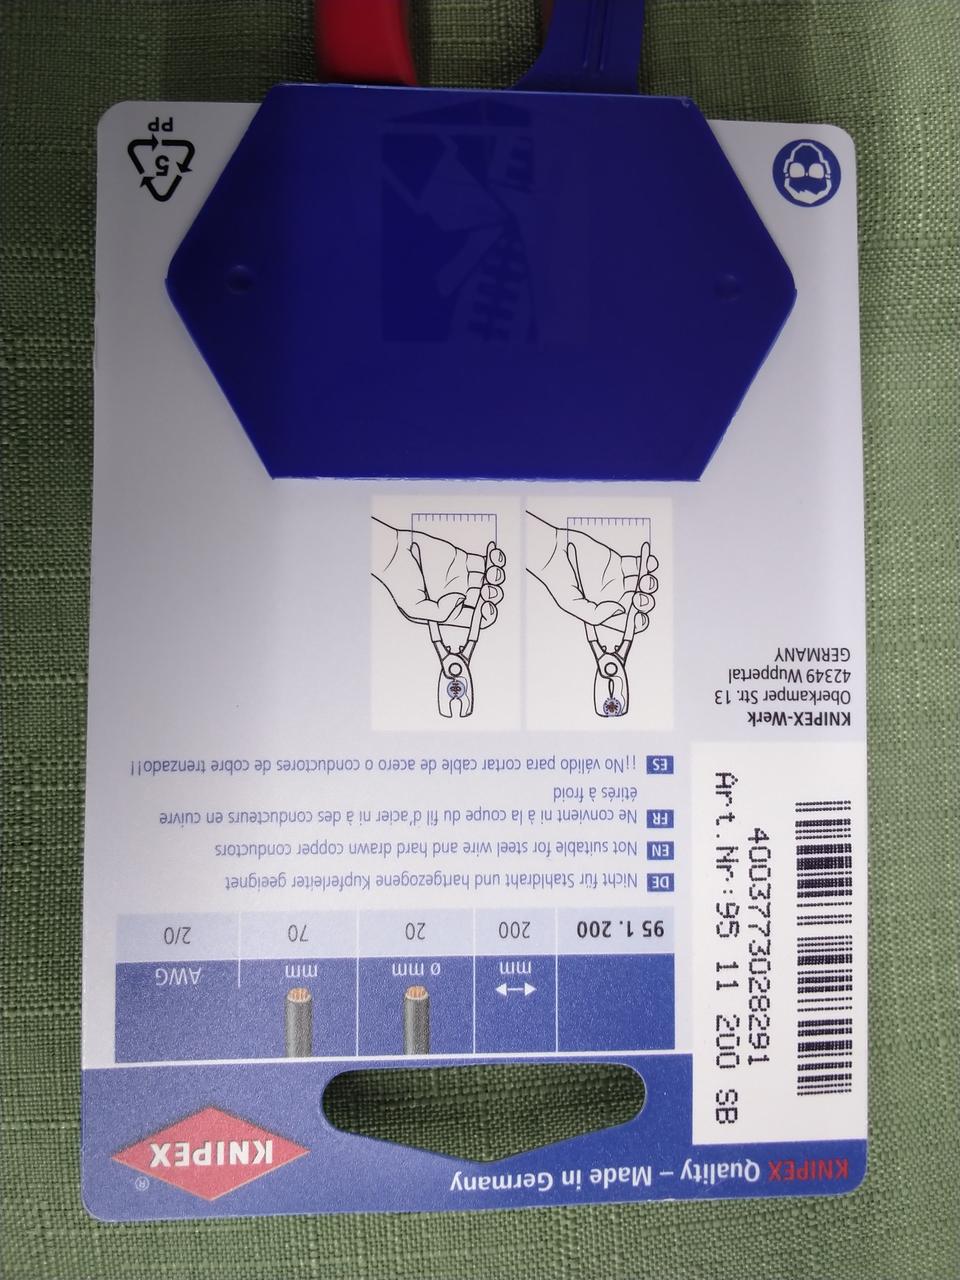 KNIPEX Quality – Made in Germany
KNIPEX®
4003773028291
Art.Nr:95 11 200 SB
mm
ø mm
mm
AWG
95 1. 200
200
20
70
2/0
DE Nicht für Stahldraht und hartgezogene Kupferleiter geeignet
EN Not suitable for steel wire and hard drawn copper conductors
FR Ne convient ni à la coupe du fil d'acier ni à des conducteurs en cuivre
étirés à froid
ES ¡¡No válido para cortar cable de acero o conductores de cobre trenzado!!
KNIPEX-Werk
Oberkamper Str. 13
42349 Wuppertal
GERMANY
5
PP